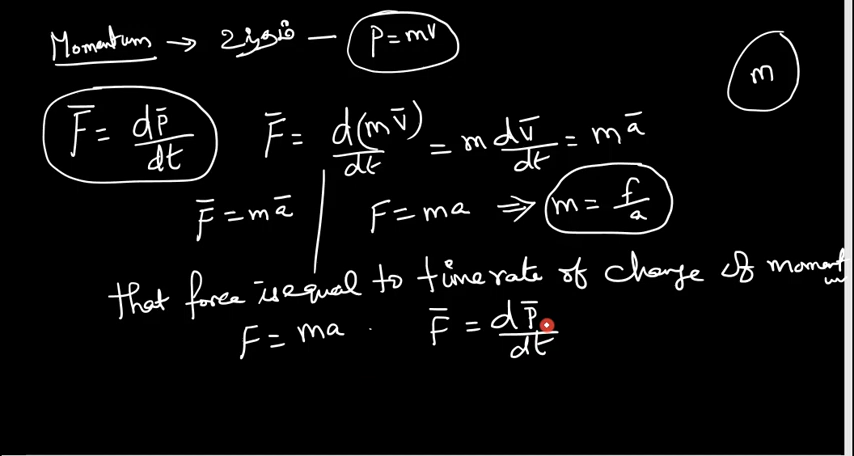 Momentum → — P = mv
m
F̄ = dp̄/dt F̄ = d(mv̄)/dt = m dv̄/dt = mā
F̄ = mā F = ma ⇒ m = f/a
that force is equal to time rate of change of momentum
F = ma . F̄ = dp̄/dt